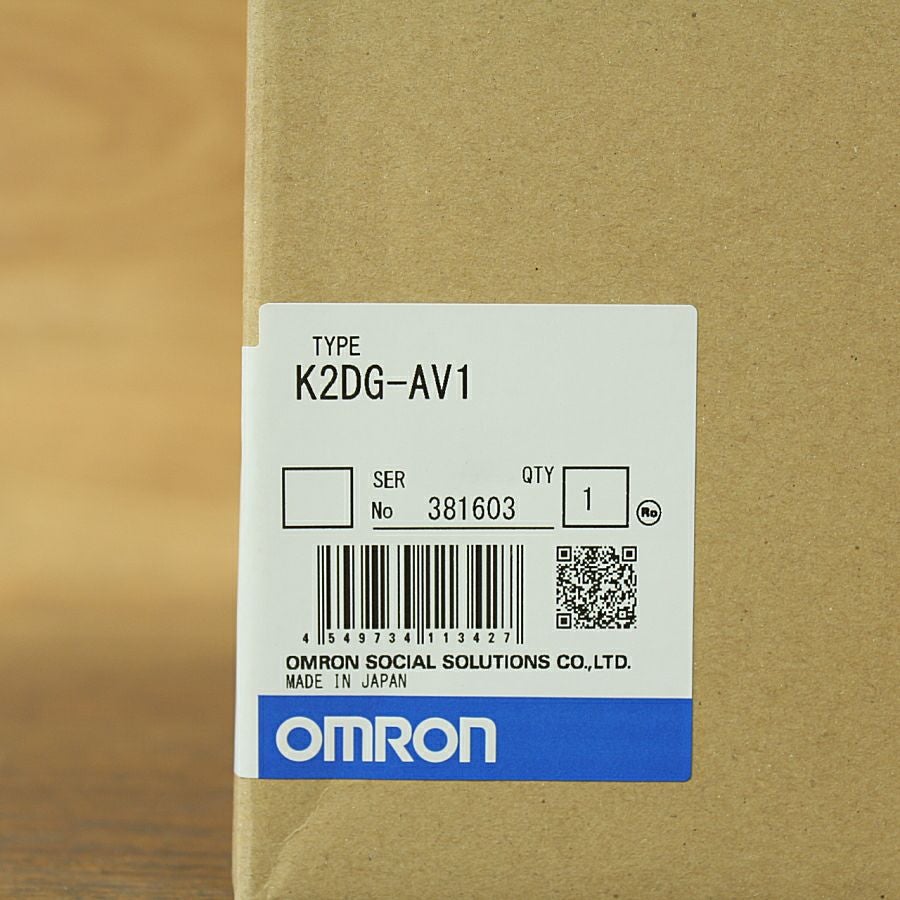 TYPE
K2DG-AV1
SER No 381603
QTY 1
Ro
4 549734 113427
OMRON SOCIAL SOLUTIONS CO.,LTD.
MADE IN JAPAN
OMRON